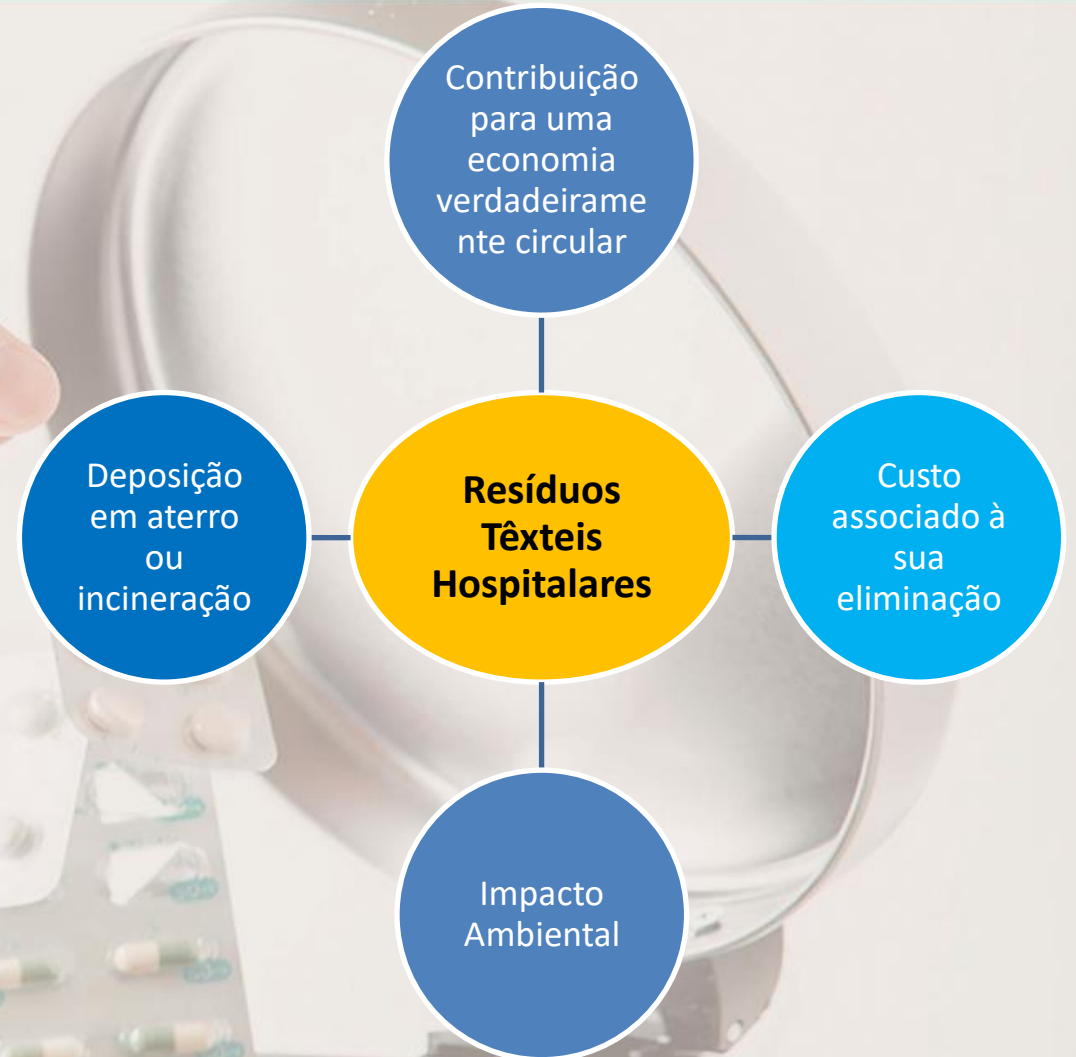 Contribuição
para uma
economia
verdadeirame
nte circular
Deposição
em aterro
ou
incineração
Resíduos
Têxteis
Hospitalares
Custo
associado à
sua
eliminação
Impacto
Ambiental